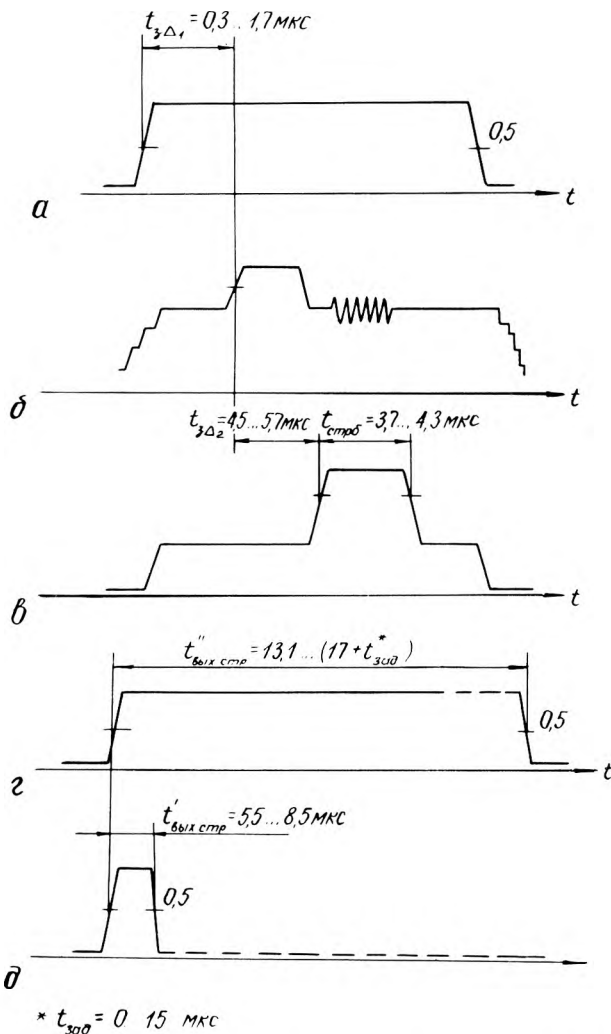 t зΔ₁ = 0,3... 1,7 мкс
0,5
а
t
б
t
t зΔ₂ = 4,5...5,7 мкс t строб = 3,7... 4,3 мкс
в
t
t" вых стр = 13,1 ... (17 + t* зад)
0,5
г
t
t' вых стр = 5,5 ... 8,5 мкс
0,5
д
* t зад = 0 15 мкс